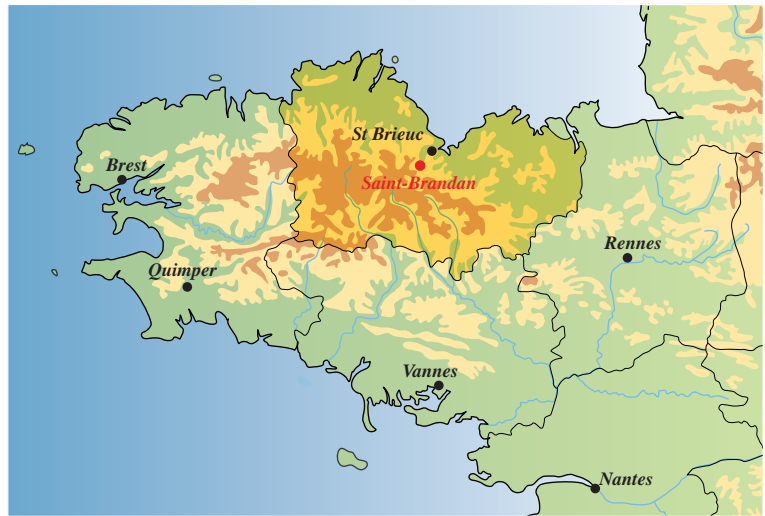 St Brieuc
Brest
Saint-Brandan
Rennes
Quimper
Vannes
Nantes